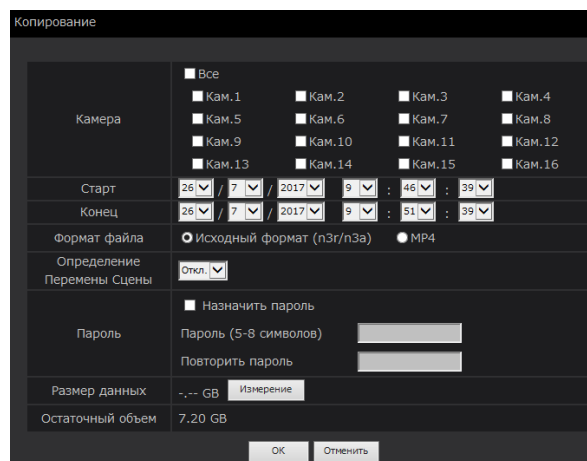 Копирование
Все
Камера
Кам.1 Кам.2 Кам.3 Кам.4
Кам.5 Кам.6 Кам.7 Кам.8
Кам.9 Кам.10 Кам.11 Кам.12
Кам.13 Кам.14 Кам.15 Кам.16
Старт 26 / 7 / 2017 9 : 46 : 39
Конец 26 / 7 / 2017 9 : 51 : 39
Формат файла Исходный формат (n3r/n3a) MP4
Определение
Перемены Сцены Откл.
Назначить пароль
Пароль Пароль (5-8 символов)
Повторить пароль
Размер данных -.-- GB Измерение
Остаточный объем 7.20 GB
OK Отменить